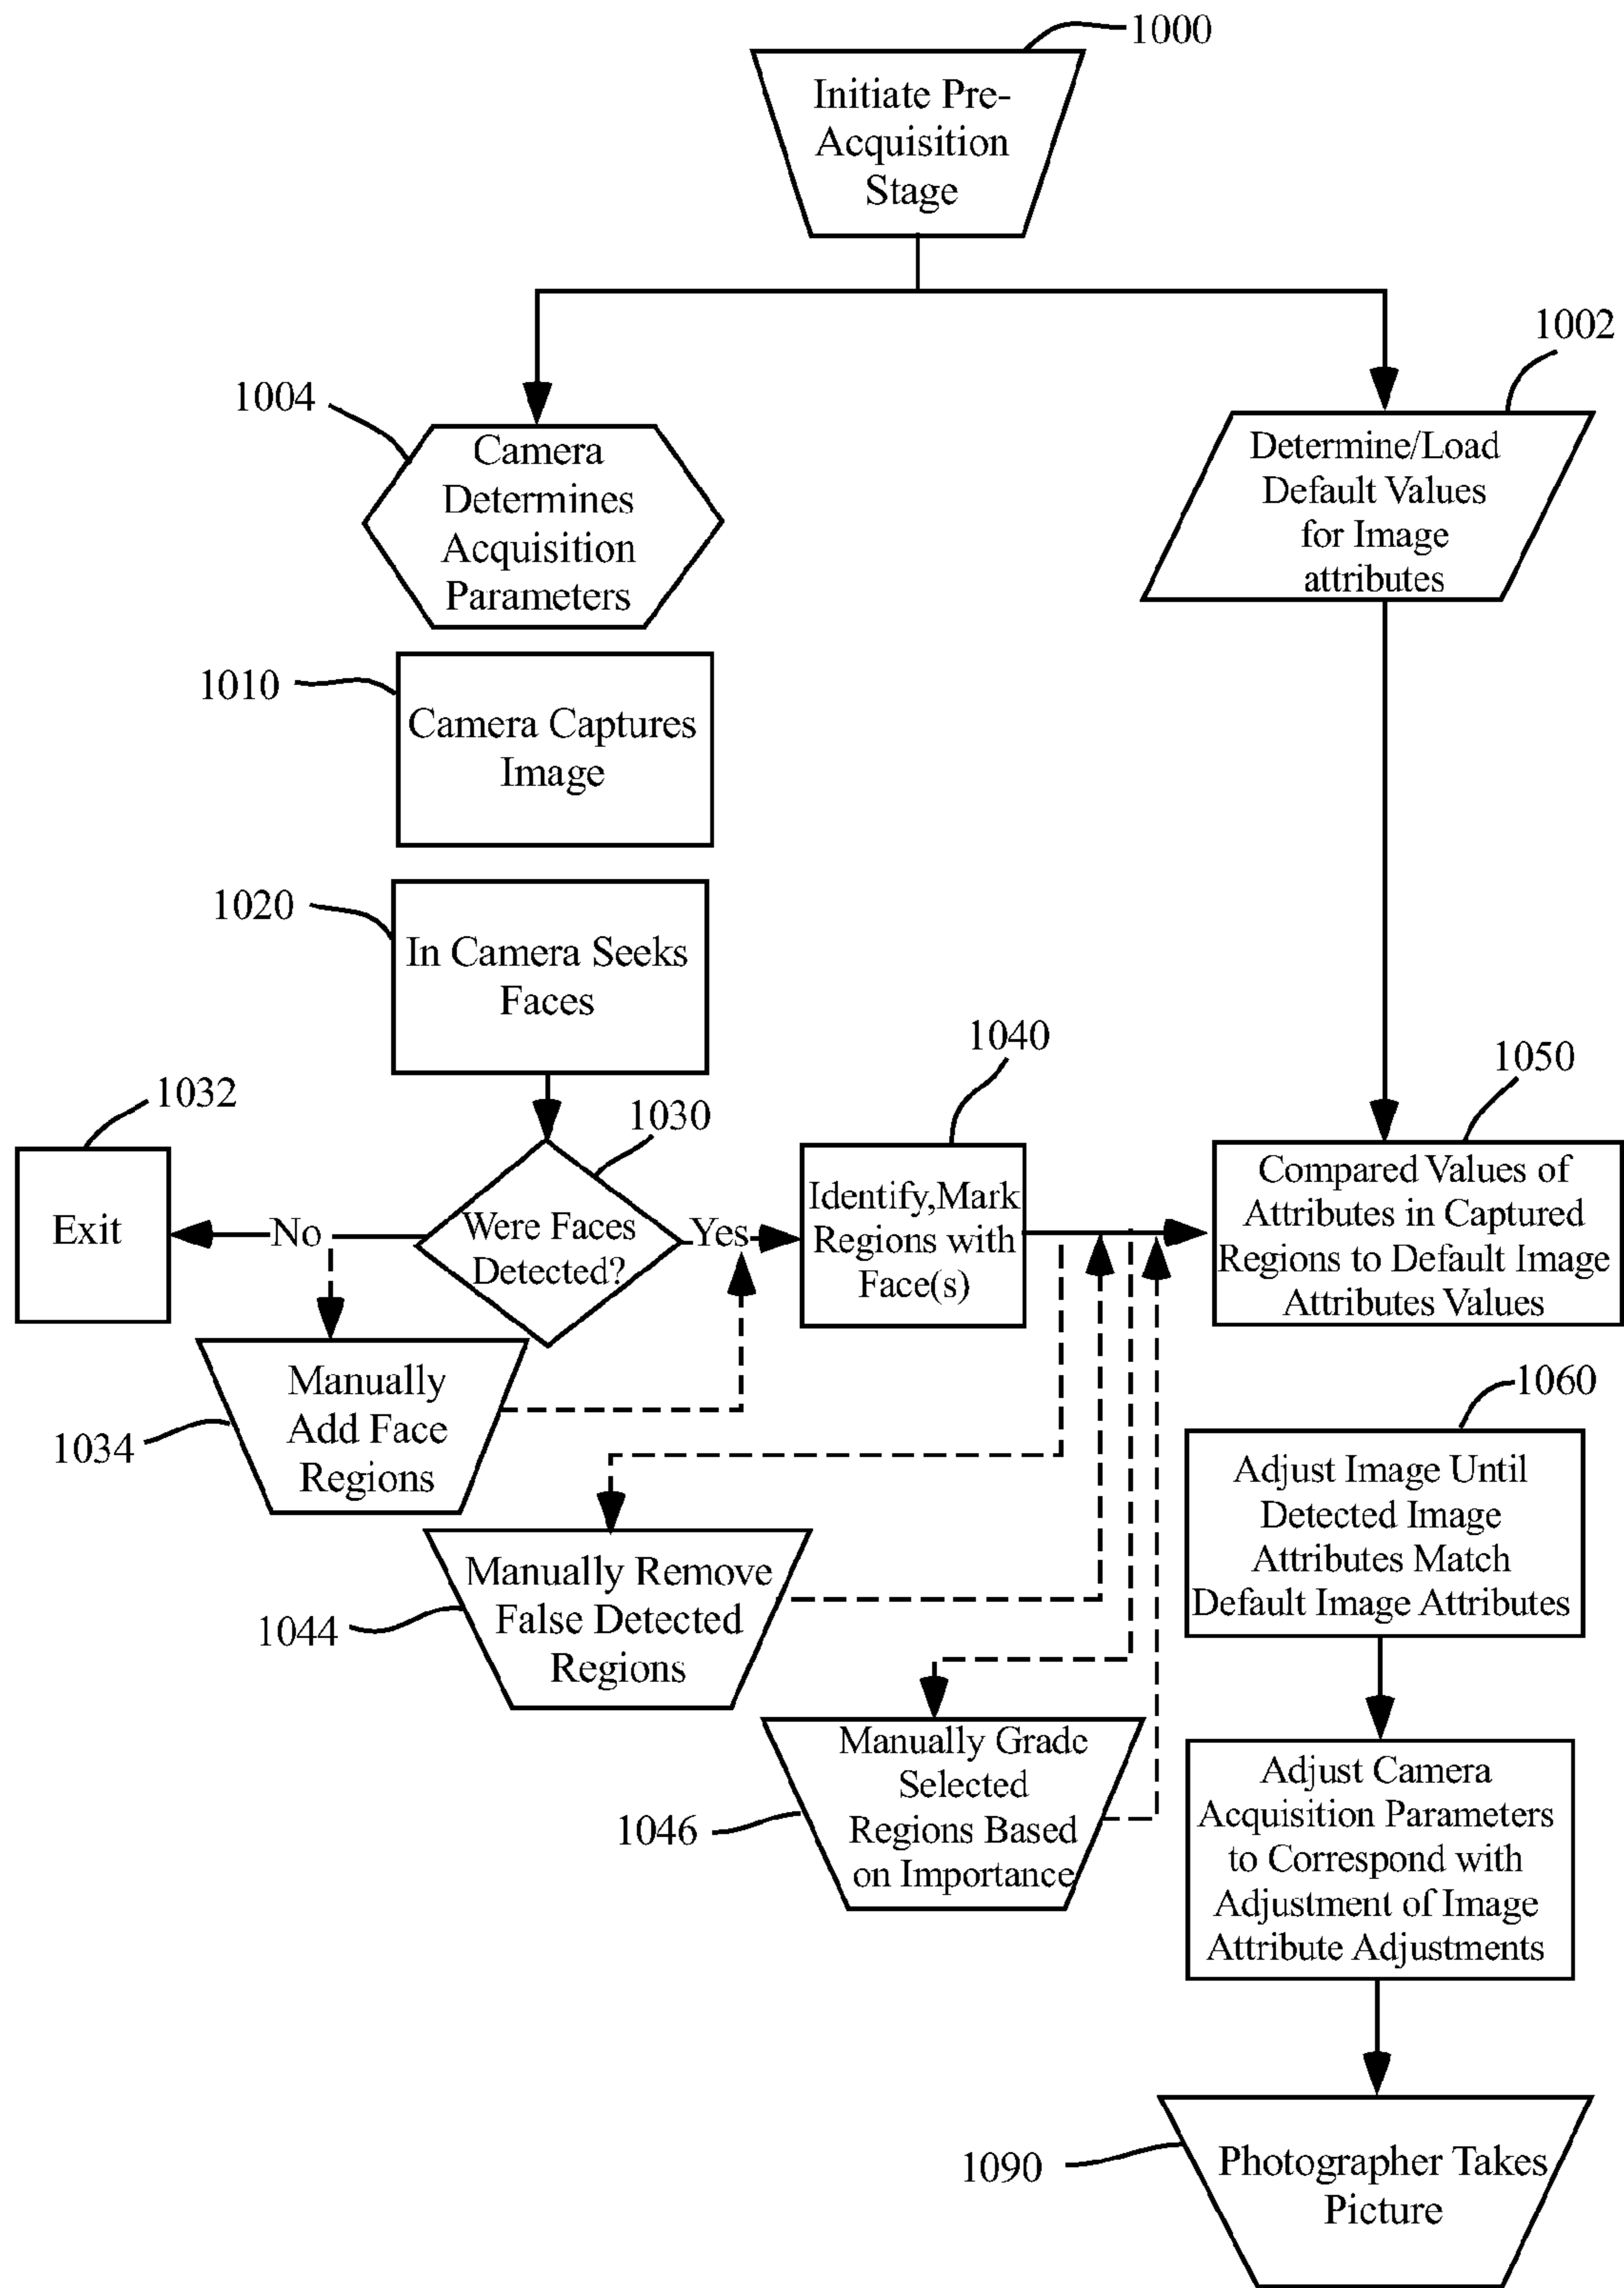 1000
Initiate Pre-
Acquisition
Stage
1002
1004
Camera
Determines
Acquisition
Parameters
Determine/Load
Default Values
for Image
attributes
1010
Camera Captures
Image
1020
In Camera Seeks
Faces
1040
1050
1032
1030
Exit
No
Were Faces
Detected?
Yes
Identify,Mark
Regions with
Face(s)
Compared Values of
Attributes in Captured
Regions to Default Image
Attributes Values
1034
Manually
Add Face
Regions
1060
Adjust Image Until
Detected Image
Attributes Match
Default Image Attributes
1044
Manually Remove
False Detected
Regions
1046
Manually Grade
Selected
Regions Based
on Importance
Adjust Camera
Acquisition Parameters
to Correspond with
Adjustment of Image
Attribute Adjustments
1090
Photographer Takes
Picture